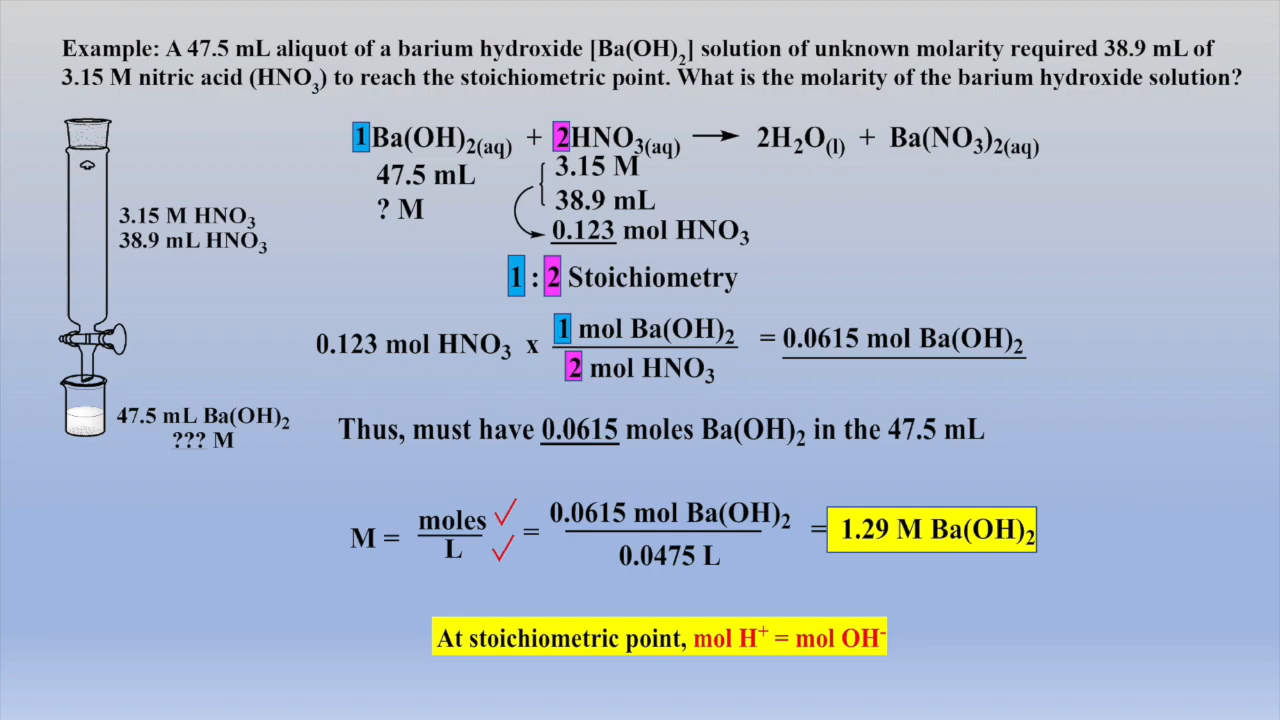 Example: A 47.5 mL aliquot of a barium hydroxide [Ba(OH)₂] solution of unknown molarity required 38.9 mL of
3.15 M nitric acid (HNO₃) to reach the stoichiometric point. What is the molarity of the barium hydroxide solution?
1Ba(OH)₂(aq) + 2HNO₃(aq) → 2H₂O(l) + Ba(NO₃)₂(aq)
47.5 mL
? M
3.15 M
38.9 mL
0.123 mol HNO₃
3.15 M HNO₃
38.9 mL HNO₃
1 : 2 Stoichiometry
0.123 mol HNO₃ x 1 mol Ba(OH)₂ = 0.0615 mol Ba(OH)₂
2 mol HNO₃
47.5 mL Ba(OH)₂
??? M
Thus, must have 0.0615 moles Ba(OH)₂ in the 47.5 mL
M = moles ✓ = 0.0615 mol Ba(OH)₂ = 1.29 M Ba(OH)₂
L ✓ 0.0475 L
At stoichiometric point, mol H⁺ = mol OH⁻